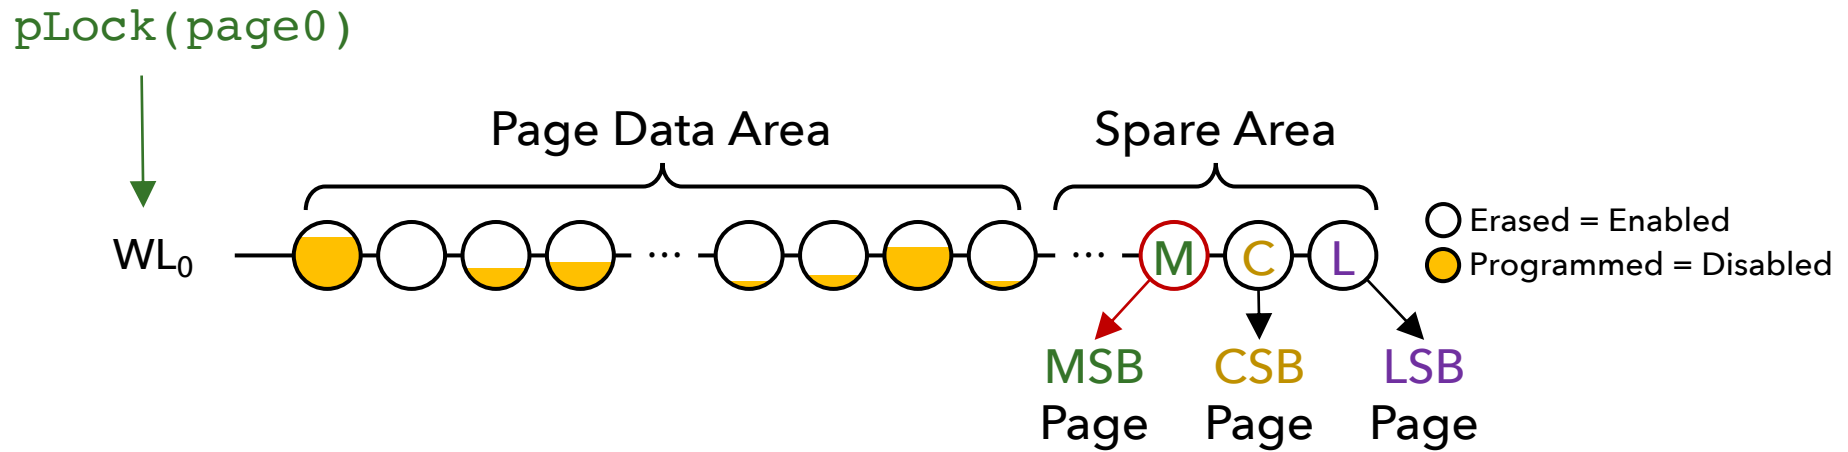 pLock(page0)
Page Data Area
Spare Area
WL0
...
...
M
C
L
Erased = Enabled
Programmed = Disabled
MSB Page
CSB Page
LSB Page